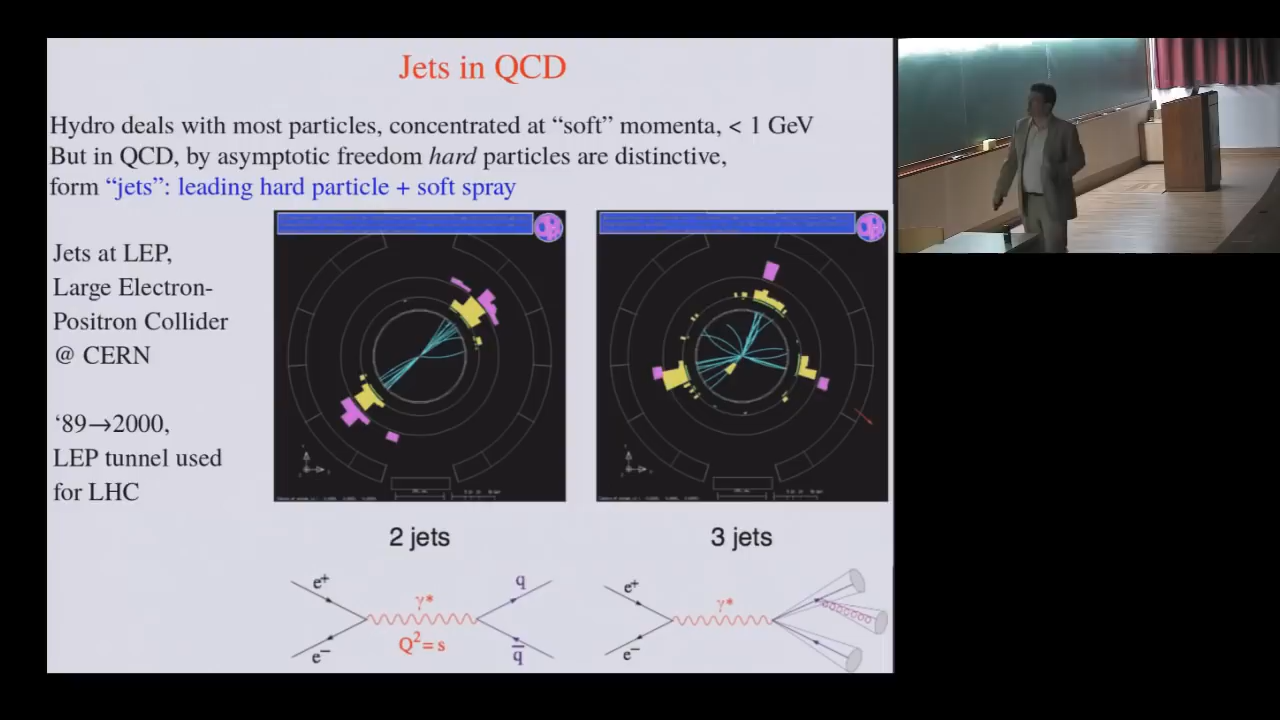 Jets in QCD
Hydro deals with most particles, concentrated at “soft” momenta, < 1 GeV
But in QCD, by asymptotic freedom hard particles are distinctive,
form “jets”: leading hard particle + soft spray
Jets at LEP,
Large Electron-
Positron Collider
@ CERN
‘89→2000,
LEP tunnel used
for LHC
2 jets
3 jets
e⁺
γ*
q
e⁻
Q²=s
q̅
e⁺
γ*
e⁻